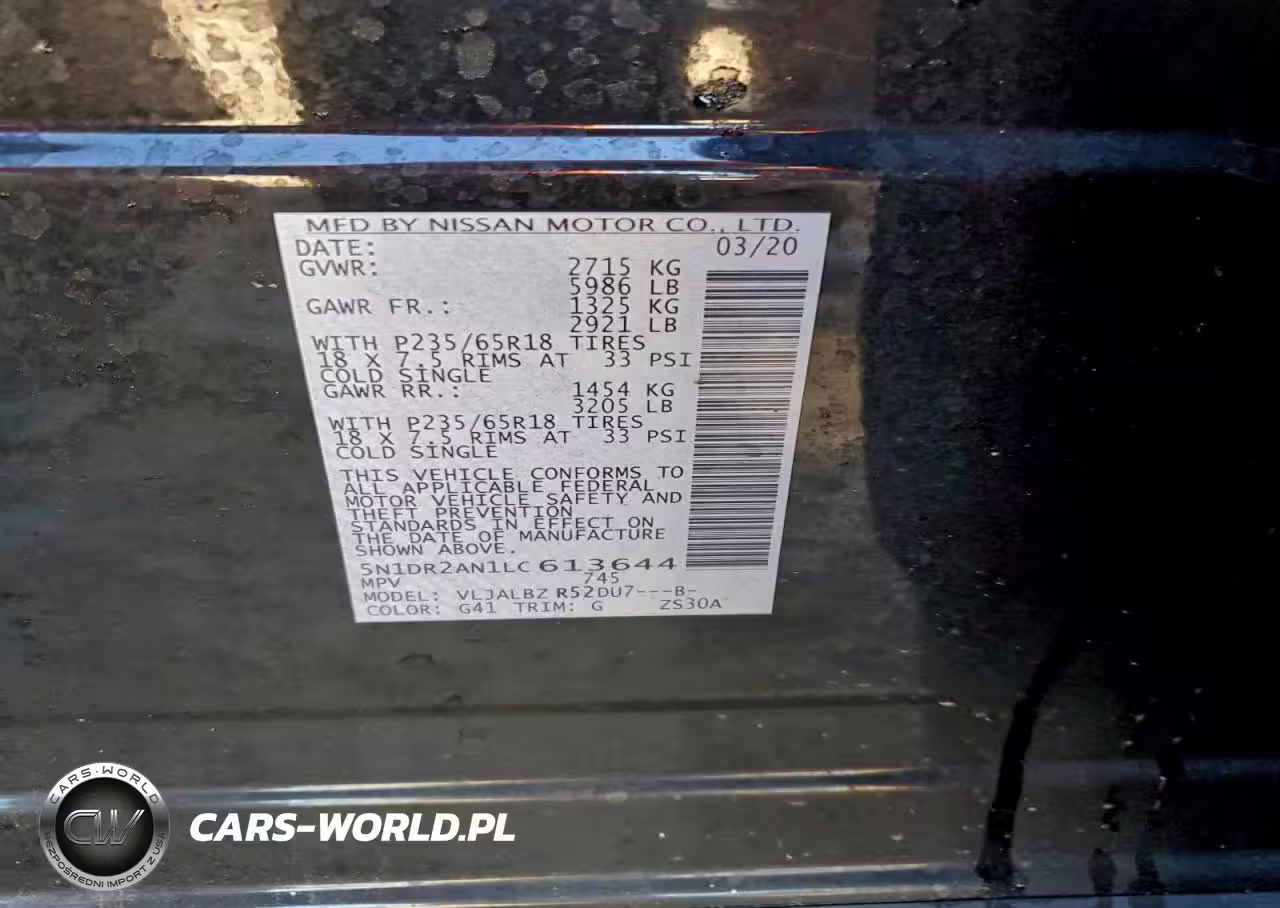 MFD BY NISSAN MOTOR CO., LTD.
DATE: 03/20
GVWR: 2715 KG
5986 LB
GAWR FR.: 1325 KG
2921 LB
WITH P235/65R18 TIRES
18 X 7.5 RIMS AT 33 PSI
COLD SINGLE
GAWR RR.: 1454 KG
3205 LB
WITH P235/65R18 TIRES
18 X 7.5 RIMS AT 33 PSI
COLD SINGLE
THIS VEHICLE CONFORMS TO
ALL APPLICABLE FEDERAL
MOTOR VEHICLE SAFETY AND
THEFT PREVENTION
STANDARDS IN EFFECT ON
THE DATE OF MANUFACTURE
SHOWN ABOVE.
5N1DR2AN1LC613644
MPV 745
MODEL: VLJALBZ R52DU7---B-
COLOR: G41 TRIM: G ZS30A
CARS-WORLD
CW
BEZPOŚREDNI IMPORT Z USA
CARS-WORLD.PL